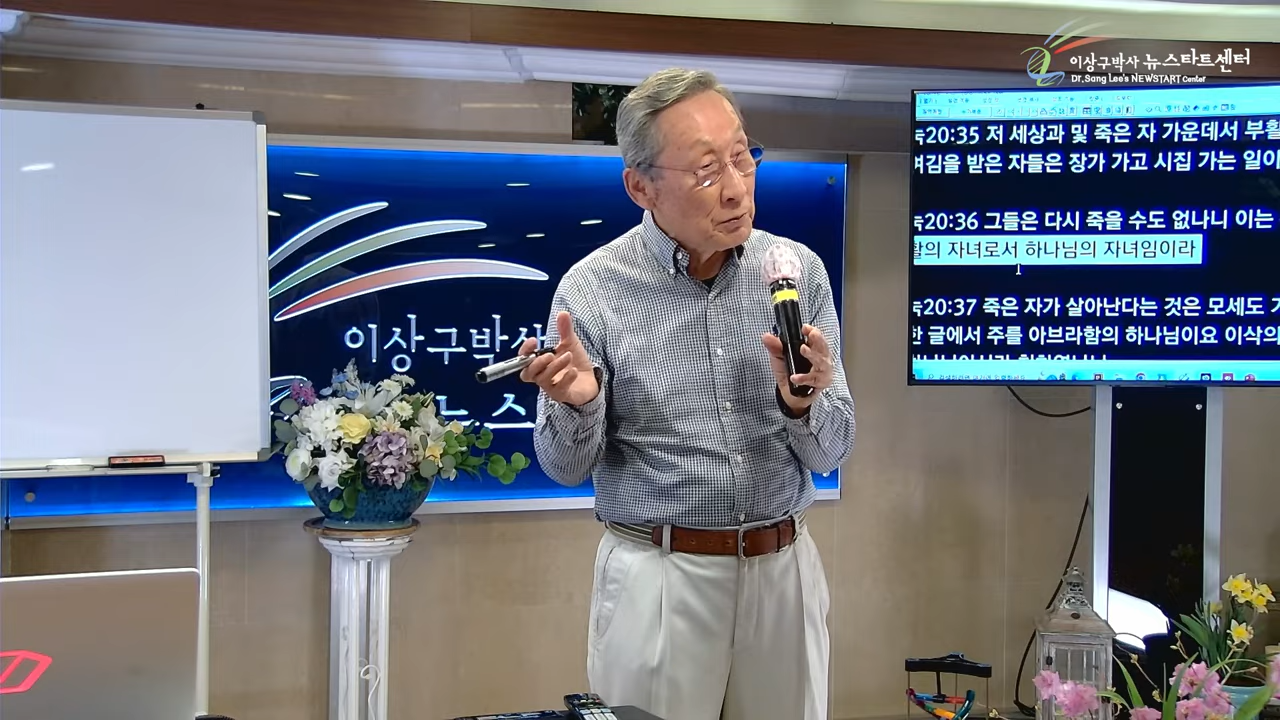 이상구박사 뉴스타트센터
Dr. Sang Lee's NEWSTART Center
눅20:35 저 세상과 및 죽은 자 가운데서 부활
여김을 받은 자들은 장가 가고 시집 가는 일이
눅20:36 그들은 다시 죽을 수도 없나니 이는
활의 자녀로서 하나님의 자녀임이라
눅20:37 죽은 자가 살아난다는 것은 모세도
한 글에서 주를 아브라함의 하나님이요 이삭의
이상구박사
뉴스